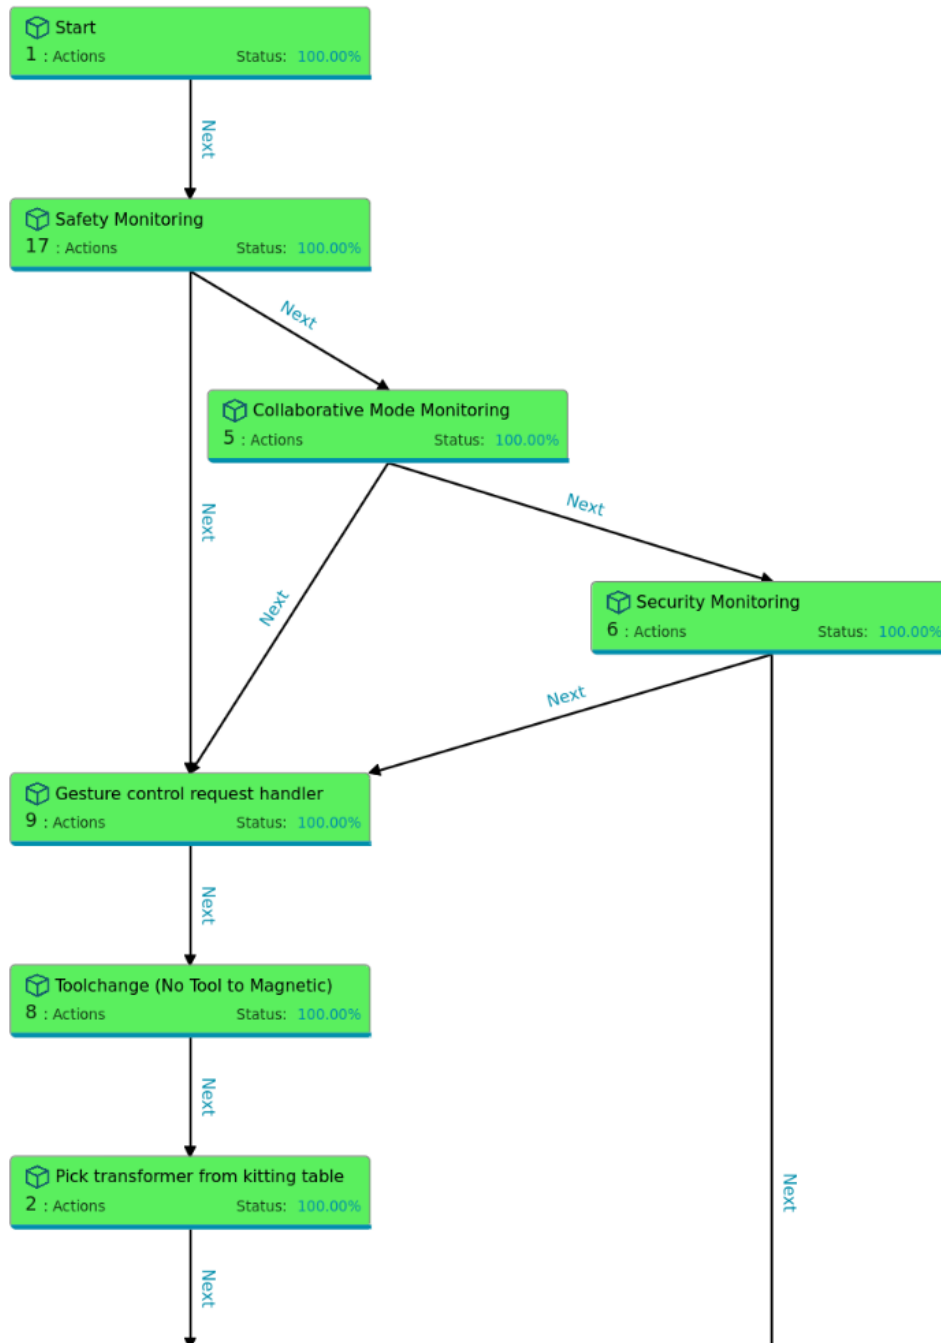 Start
1 : Actions Status: 100.00%
Next
Safety Monitoring
17 : Actions Status: 100.00%
Next
Collaborative Mode Monitoring
5 : Actions Status: 100.00%
Next
Next
Next
Security Monitoring
6 : Actions Status: 100.00%
Next
Gesture control request handler
9 : Actions Status: 100.00%
Next
Toolchange (No Tool to Magnetic)
8 : Actions Status: 100.00%
Next
Pick transformer from kitting table
2 : Actions Status: 100.00%
Next
Next